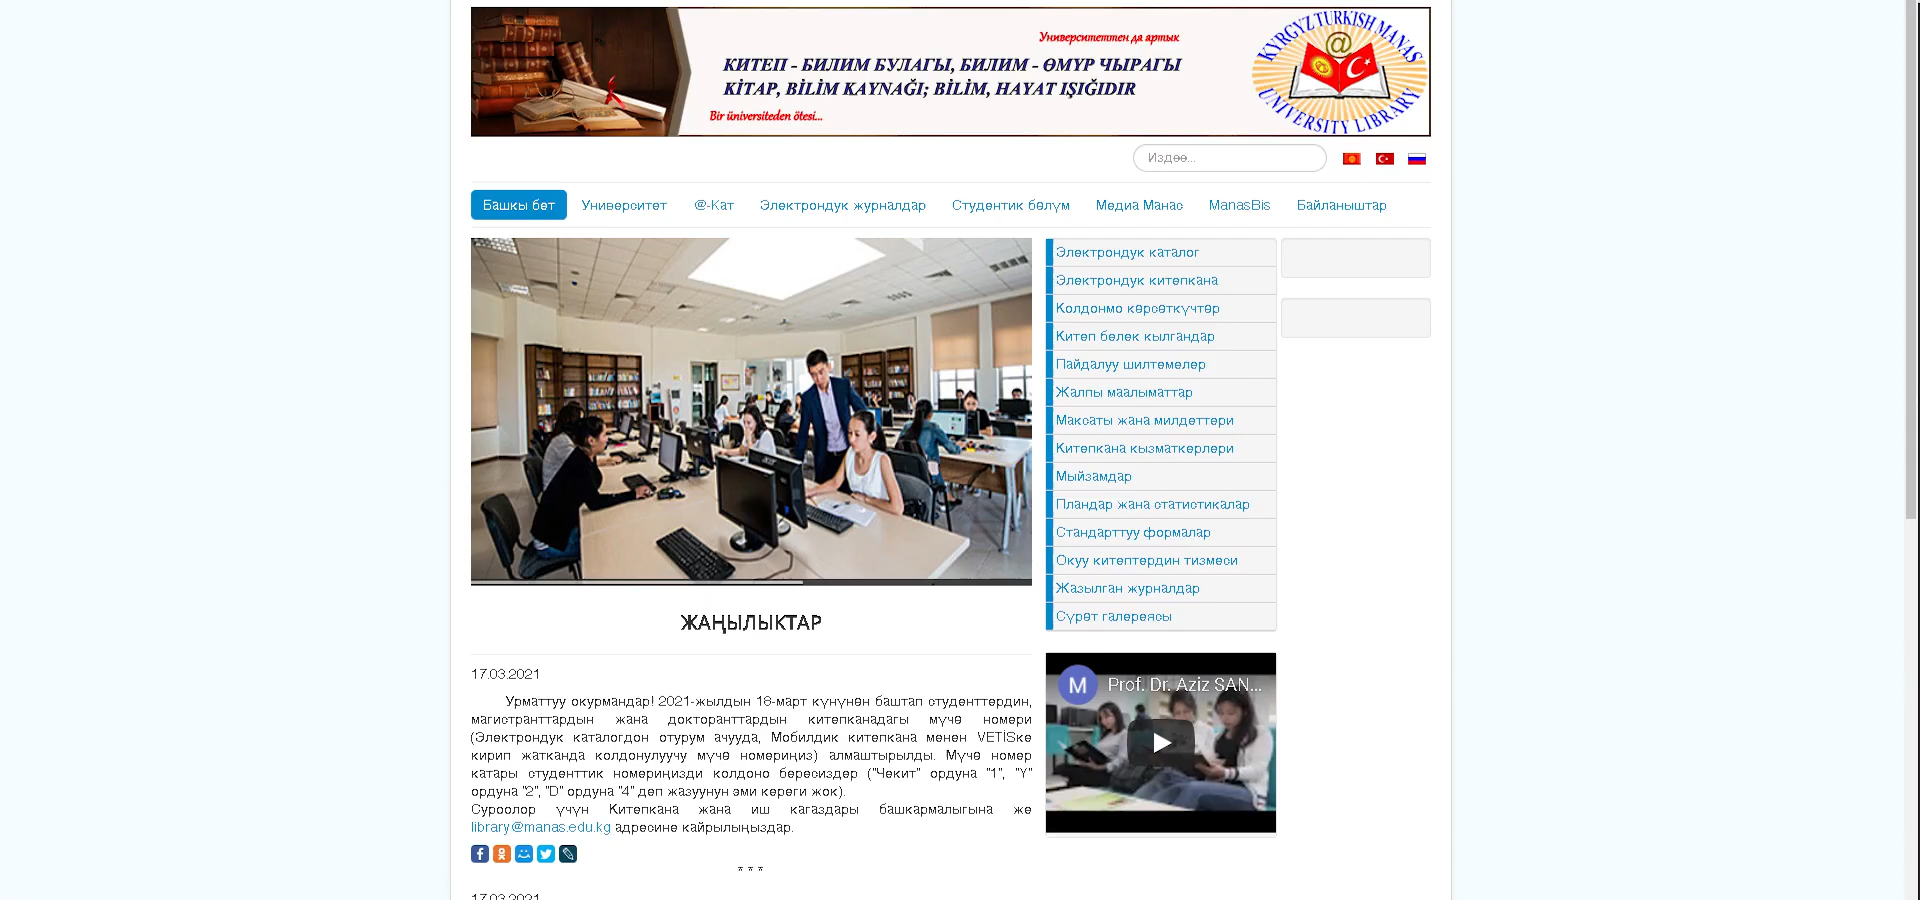 Университеттен да артык
КИТЕП - БИЛИМ БУЛАГЫ, БИЛИМ - ӨМҮР ЧЫРАГЫ
KİTAP, BİLİM KAYNAĞI; BİLİM, HAYAT IŞIĞIDIR
Bir üniversiteden ötesi...
KYRGYZ TURKISH MANAS
@
UNIVERSITY LIBRARY
Издөө...
Башкы бет Университет @-Кат Электрондук журналдар Студенттик бөлүм Медиа Манас ManasBis Байланыштар
Электрондук каталог
Электрондук китепкана
Колдонмо көрсөткүчтөр
Китеп белек кылгандар
Пайдалуу шилтемелер
Жалпы маалыматтар
Максаты жана милдеттери
Китепкана кызматкерлери
Мыйзамдар
Пландар жана статистикалар
Стандарттуу формалар
Окуу китептердин тизмеси
Жазылган журналдар
Сүрөт галереясы
M Prof. Dr. Aziz SAN...
ЖАҢЫЛЫКТАР
17.03.2021
Урматтуу окурмандар! 2021-жылдын 18-март күнүнөн баштап студенттердин,
магистранттардын жана докторанттардын китепканадагы мүчө номери
(Электрондук каталогдон отурум ачууда, Мобилдик китепкана менен VETİSке
кирип жатканда колдонулуучу мүчө номериңиз) алмаштырылды. Мүчө номер
катары студенттик номериңизди колдоно бересиздер ("Чекит" ордуна "1", "Y"
ордуна "2", "D" ордуна "4" деп жазуунун эми кереги жок).
Суроолор үчүн Китепкана жана иш кагаздары башкармалыгына же
library@manas.edu.kg адресине кайрылыңыздар.
* * *
17.03.2021